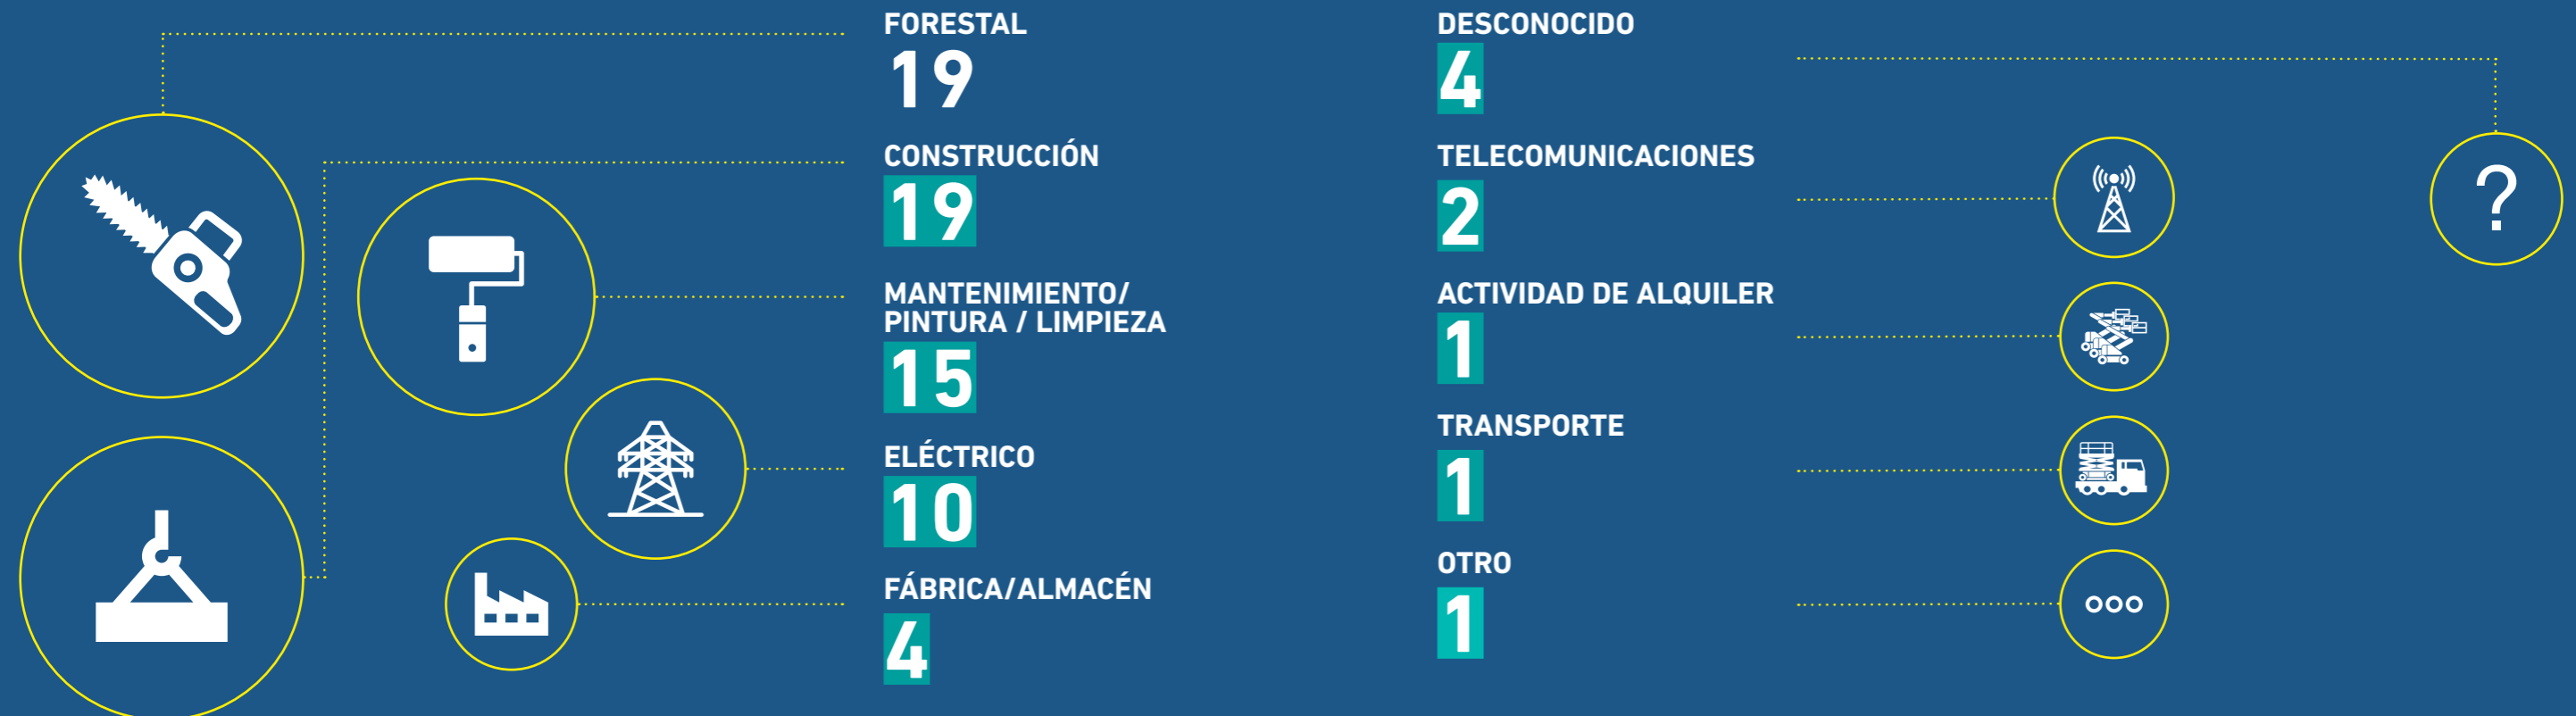 FORESTAL
19
CONSTRUCCIÓN
19
MANTENIMIENTO/
PINTURA / LIMPIEZA
15
ELÉCTRICO
10
FÁBRICA/ALMACÉN
4
DESCONOCIDO
4
TELECOMUNICACIONES
2
ACTIVIDAD DE ALQUILER
1
TRANSPORTE
1
OTRO
1
?